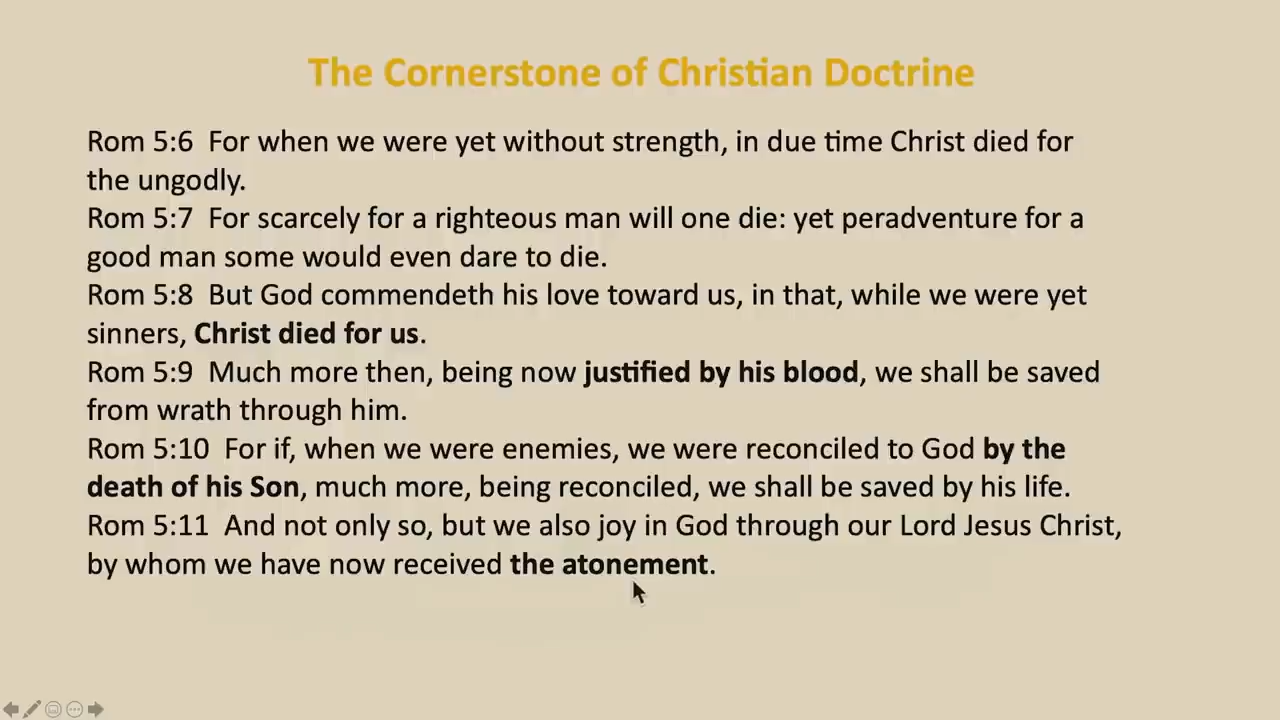 The Cornerstone of Christian Doctrine
Rom 5:6  For when we were yet without strength, in due time Christ died for
the ungodly.
Rom 5:7  For scarcely for a righteous man will one die: yet peradventure for a
good man some would even dare to die.
Rom 5:8  But God commendeth his love toward us, in that, while we were yet
sinners, Christ died for us.
Rom 5:9  Much more then, being now justified by his blood, we shall be saved
from wrath through him.
Rom 5:10  For if, when we were enemies, we were reconciled to God by the
death of his Son, much more, being reconciled, we shall be saved by his life.
Rom 5:11  And not only so, but we also joy in God through our Lord Jesus Christ,
by whom we have now received the atonement.